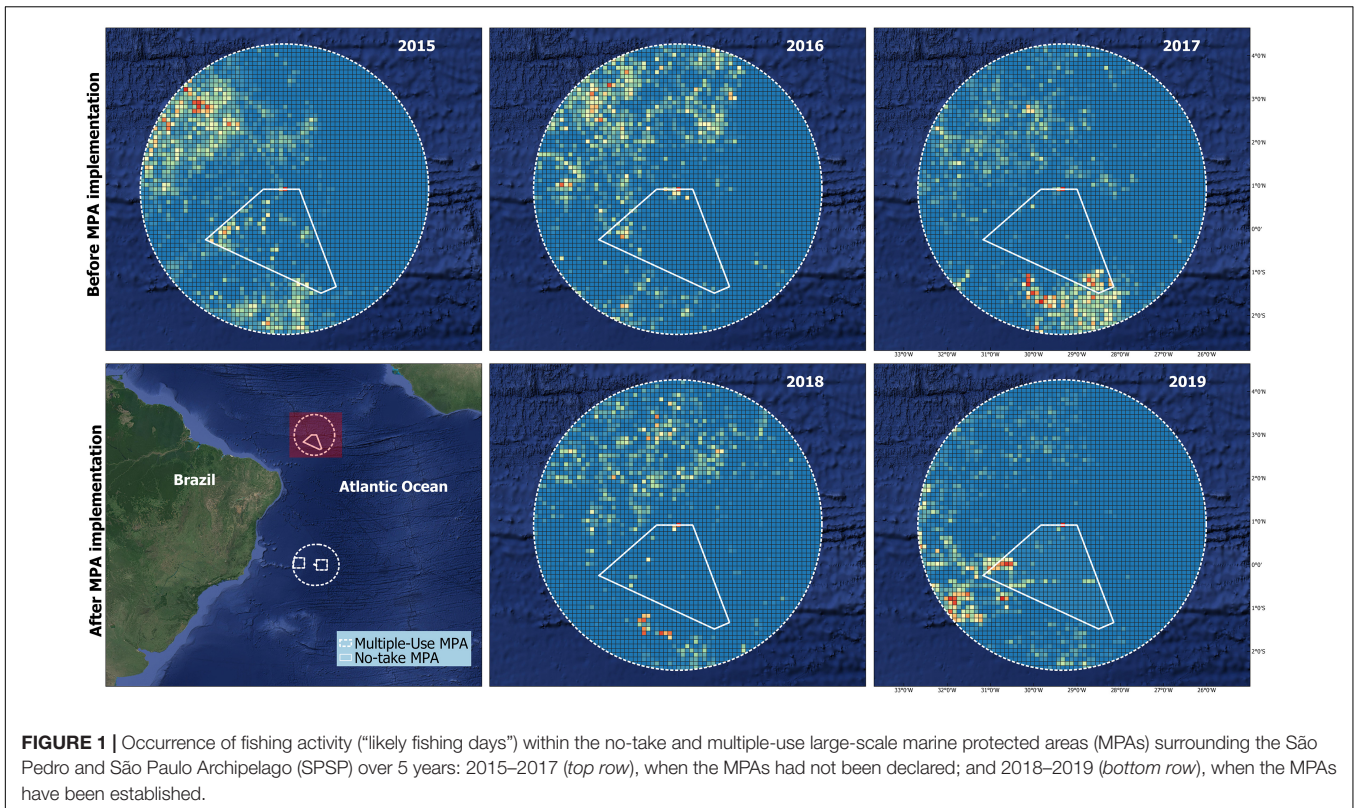 Before MPA implementation
2015
2016
2017
4°0'N
3°0'N
2°0'N
1°0'N
0°0'
1°0'S
2°0'S
33°0'W 32°0'W 31°0'W 30°0'W 29°0'W 28°0'W 27°0'W 26°0'W
After MPA implementation
Brazil
Atlantic Ocean
Multiple-Use MPA
No-take MPA
2018
2019
4°0'N
3°0'N
2°0'N
1°0'N
0°0'
1°0'S
2°0'S
33°0'W 32°0'W 31°0'W 30°0'W 29°0'W 28°0'W 27°0'W 26°0'W
FIGURE 1 | Occurrence of fishing activity (“likely fishing days”) within the no-take and multiple-use large-scale marine protected areas (MPAs) surrounding the São
Pedro and São Paulo Archipelago (SPSP) over 5 years: 2015–2017 (top row), when the MPAs had not been declared; and 2018–2019 (bottom row), when the MPAs
have been established.